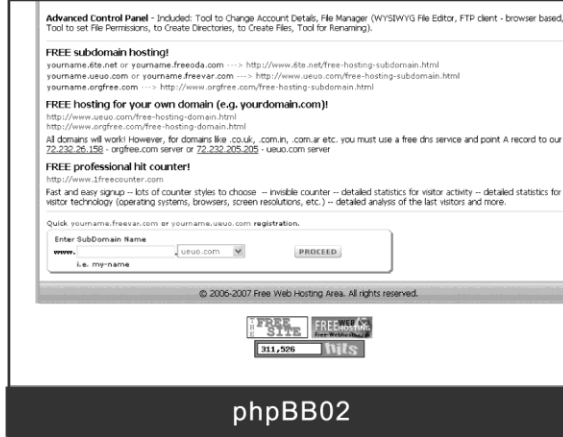 Advanced Control Panel - Included: Tool to Change Account Details, File Manager (WYSIWYG File Editor, FTP client - browser based,
Tool to set File Permissions, to Create Directories, to Create Files, Tool for Renaming).
FREE subdomain hosting!
yourname.6te.net or yourname.freeoda.com ---> http://www.6te.net/free-hosting-subdomain.html
yourname.ueuo.com or yourname.freevar.com ---> http://www.ueuo.com/free-hosting-subdomain.html
yourname.orgfree.com ---> http://www.orgfree.com/free-hosting-subdomain.html
FREE hosting for your own domain (e.g. yourdomain.com)!
http://www.ueuo.com/free-hosting-domain.html
http://www.orgfree.com/free-hosting-domain.html
All domains will work! However, for domains like .co.uk, .com.in, .com.ar etc. you must use a free dns service and point A record to our
72.232.26.158 - orgfree.com server or 72.232.205.205 - ueuo.com server
FREE professional hit counter!
http://www.1freecounter.com
Fast and easy signup -- lots of counter styles to choose -- invisible counter -- detailed statistics for visitor activity -- detailed statistics for
visitor technology (operating systems, browsers, screen resolutions, etc.) -- detailed analysis of the last visitors and more.
Quick yourname.freevar.com or yourname.ueuo.com registration.
Enter SubDomain Name
www. . ueuo.com PROCEED
i.e. my-name
© 2006-2007 Free Web Hosting Area. All rights reserved.
THE FREE SITE FREE WEB HOSTING
311,526 hits
phpBB02